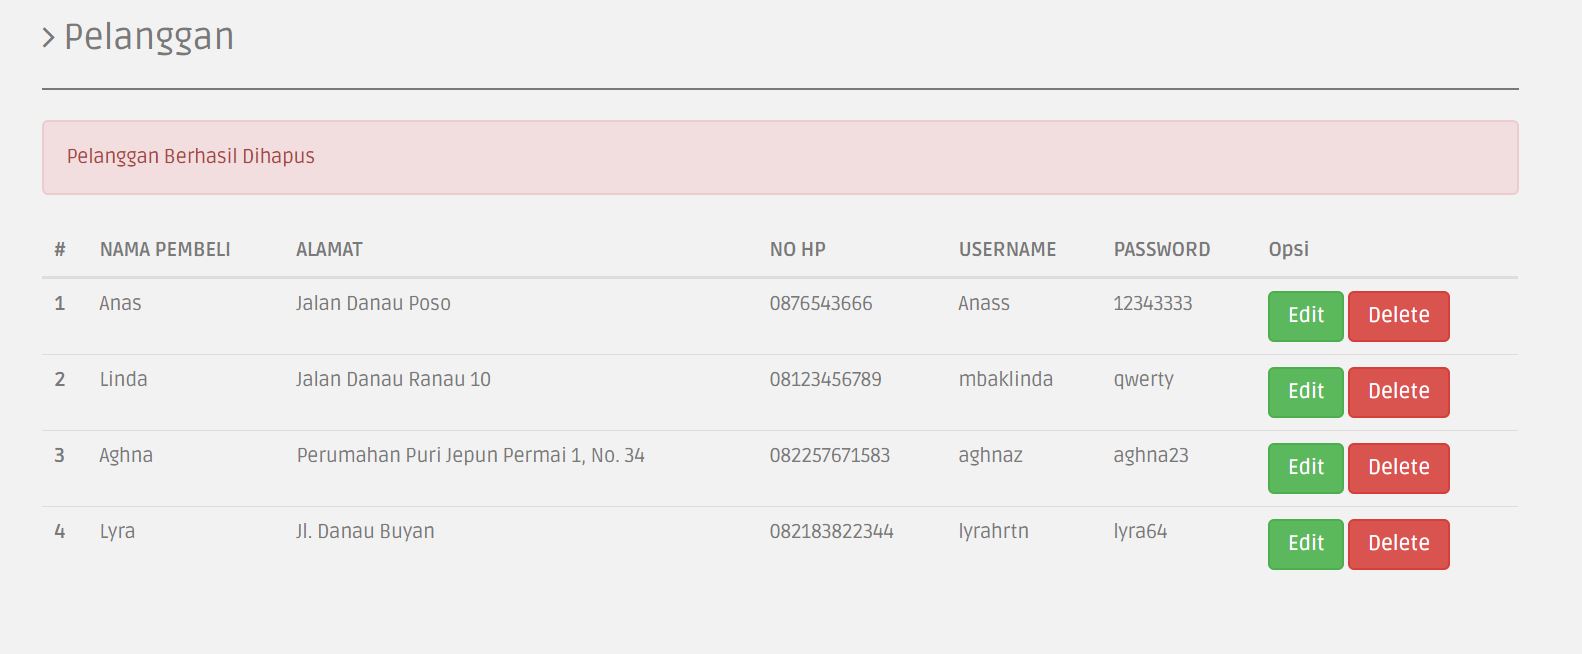 Pelanggan
Pelanggan Berhasil Dihapus
# NAMA PEMBELI ALAMAT NO HP USERNAME PASSWORD Opsi
1 Anas Jalan Danau Poso 0876543666 Anass 12343333 Edit Delete
2 Linda Jalan Danau Ranau 10 08123456789 mbaklinda qwerty Edit Delete
3 Aghna Perumahan Puri Jepun Permai 1, No. 34 082257671583 aghnaz aghna23 Edit Delete
4 Lyra Jl. Danau Buyan 082183822344 lyrahrtn lyra64 Edit Delete